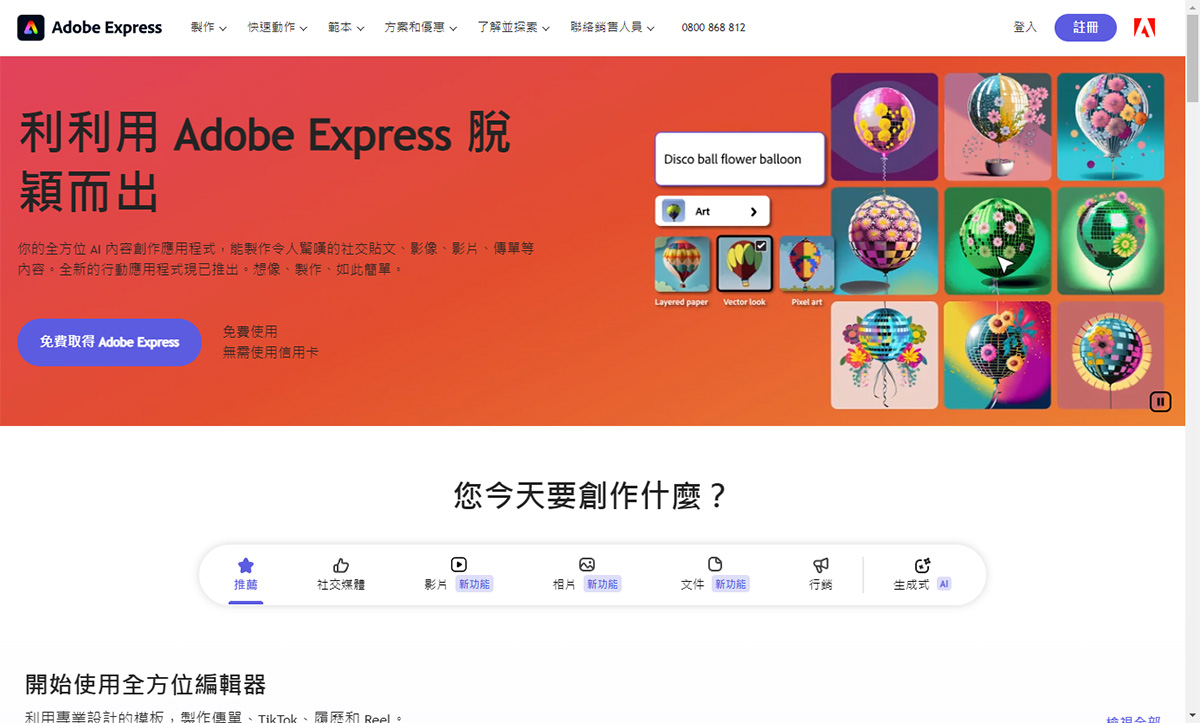 Adobe Express
製作
快速動作
範本
方案和優惠
了解並探索
聯絡銷售人員
0800 868 812
登入
註冊
利利用 Adobe Express 脫
穎而出
你的全方位 AI 內容創作應用程式，能製作令人驚嘆的社交貼文、影像、影片、傳單等
內容。全新的行動應用程式現已推出。想像、製作、如此簡單。
免費取得 Adobe Express
免費使用
無需使用信用卡
Disco ball flower balloon
Art
Layered paper
Vector look
Pixel art
您今天要創作什麼？
推薦
社交媒體
影片 新功能
相片 新功能
文件 新功能
行銷
生成式 AI
開始使用全方位編輯器
利用專業設計的模板，製作傳單、TikTok、履歷和 Reel。
檢視全部